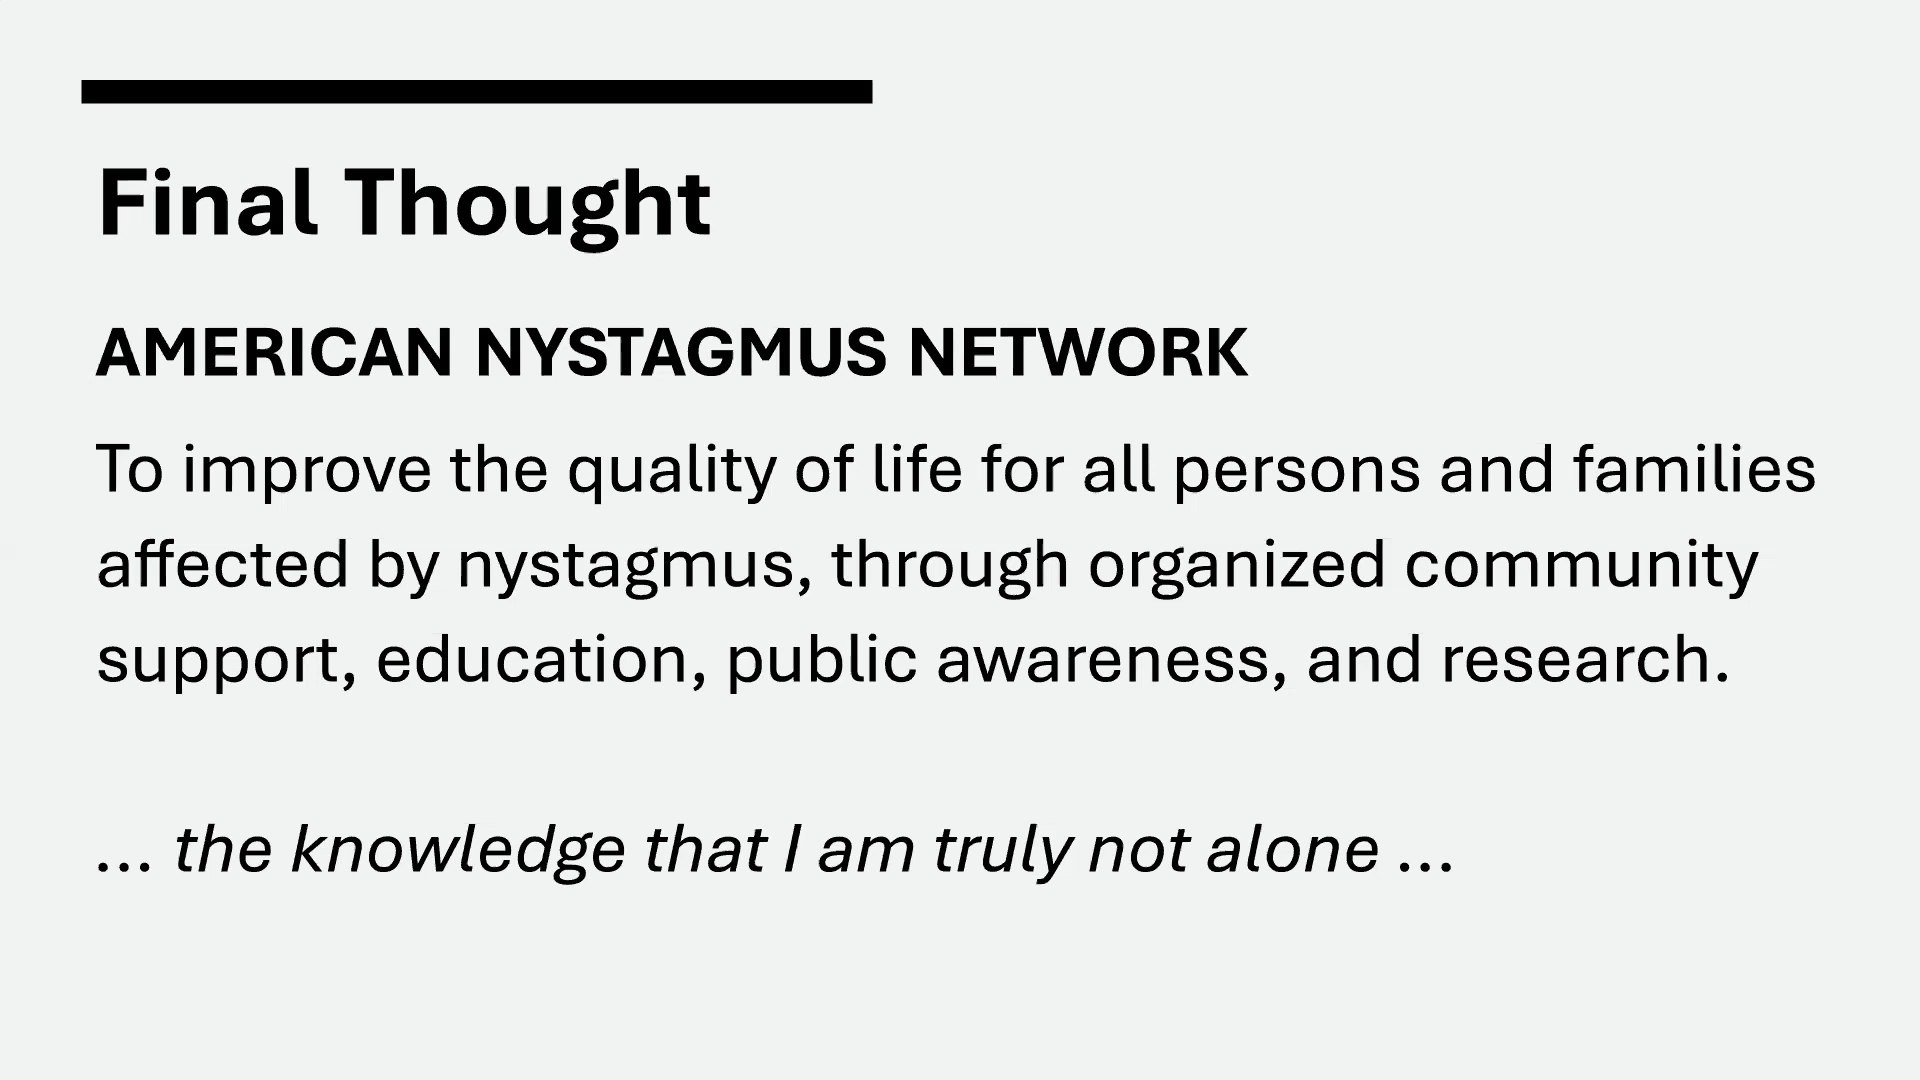 Final Thought
AMERICAN NYSTAGMUS NETWORK
To improve the quality of life for all persons and families
affected by nystagmus, through organized community
support, education, public awareness, and research.
... the knowledge that I am truly not alone ...